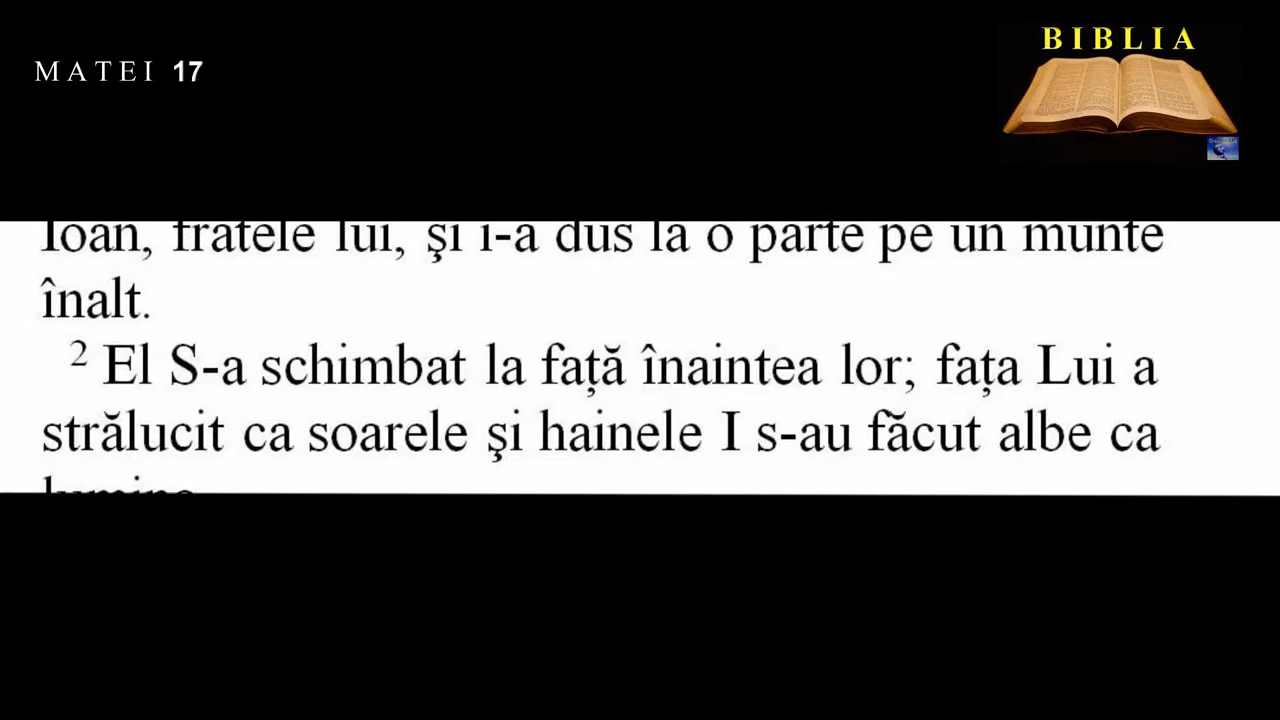 BIBLIA
MATEI 17
Ioan, fratele lui, şi i-a dus la o parte pe un munte
înalt.
2 El S-a schimbat la faţă înaintea lor; faţa Lui a
strălucit ca soarele şi hainele I s-au făcut albe ca